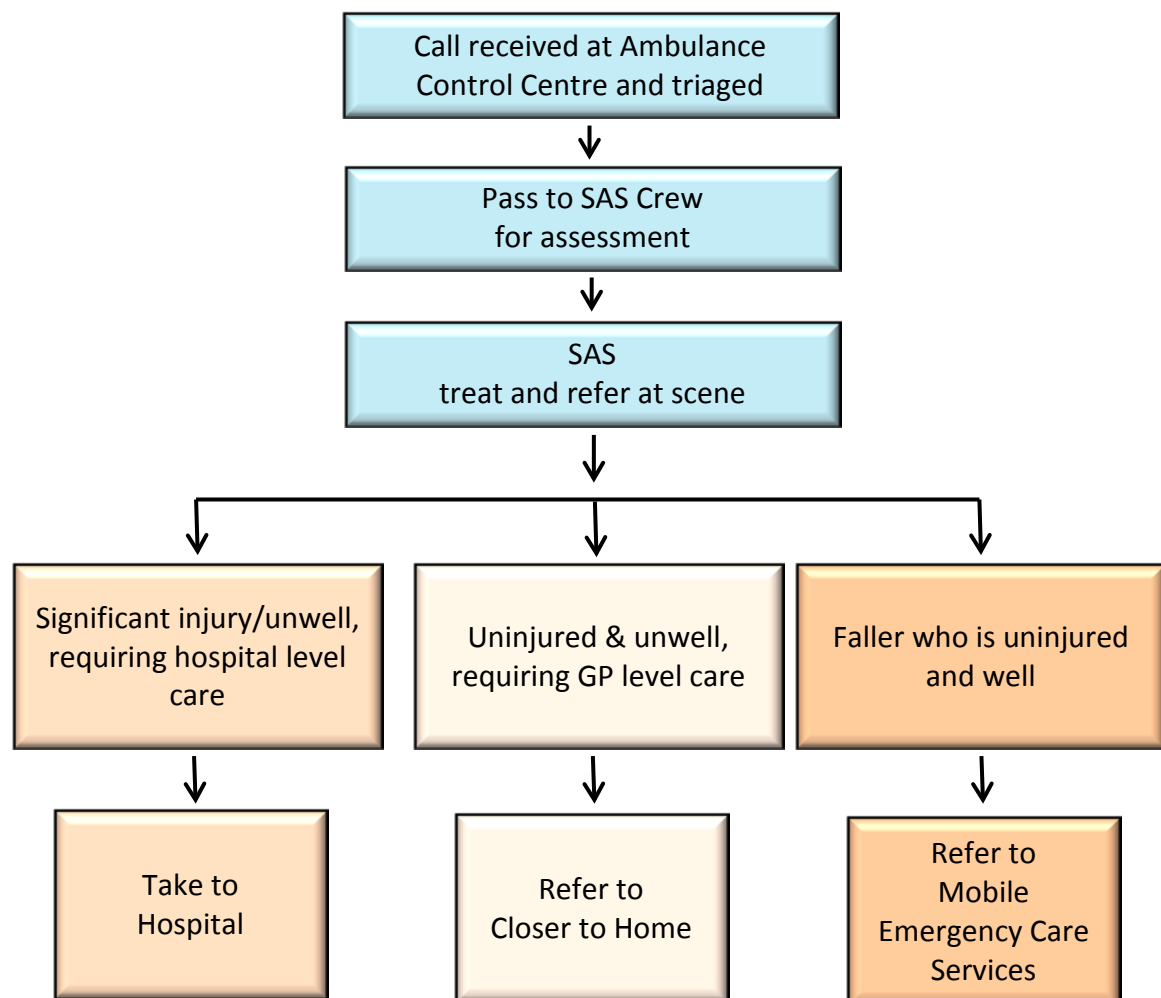 Call received at Ambulance
Control Centre and triaged
Pass to SAS Crew
for assessment
SAS
treat and refer at scene
Significant injury/unwell,
requiring hospital level
care
Uninjured & unwell,
requiring GP level care
Faller who is uninjured
and well
Take to
Hospital
Refer to
Closer to Home
Refer to
Mobile
Emergency Care
Services